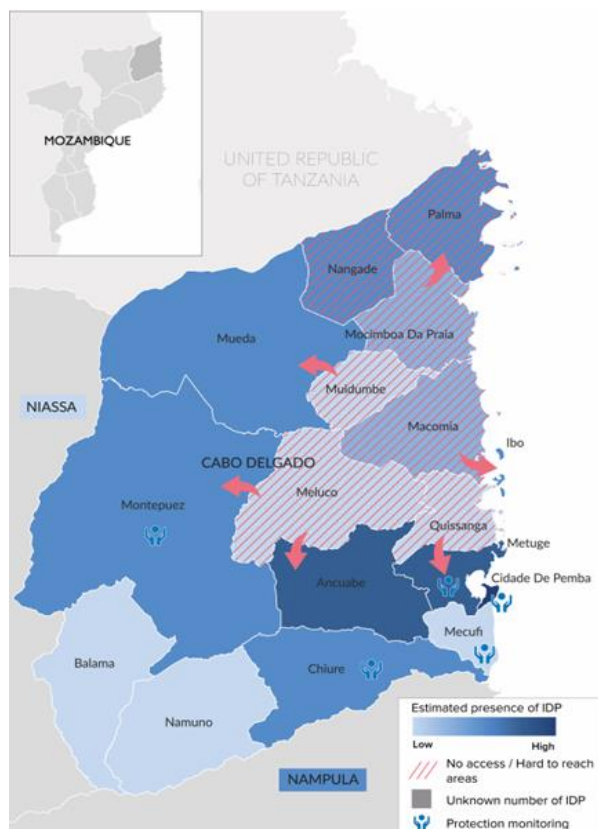 MOZAMBIQUE
UNITED REPUBLIC
OF TANZANIA
Palma
Nangade
Mueda
Mocimboa Da Praia
Muidumbe
NIASSA
Macomia
Ibo
CABO DELGADO
Meluco
Montepuez
Quissanga
Metuge
Cidade De Pemba
Ancuabe
Mecufi
Balama
Chiure
Namuno
NAMPULA
Estimated presence of IDP
Low High
No access / Hard to reach
areas
Unknown number of IDP
Protection monitoring